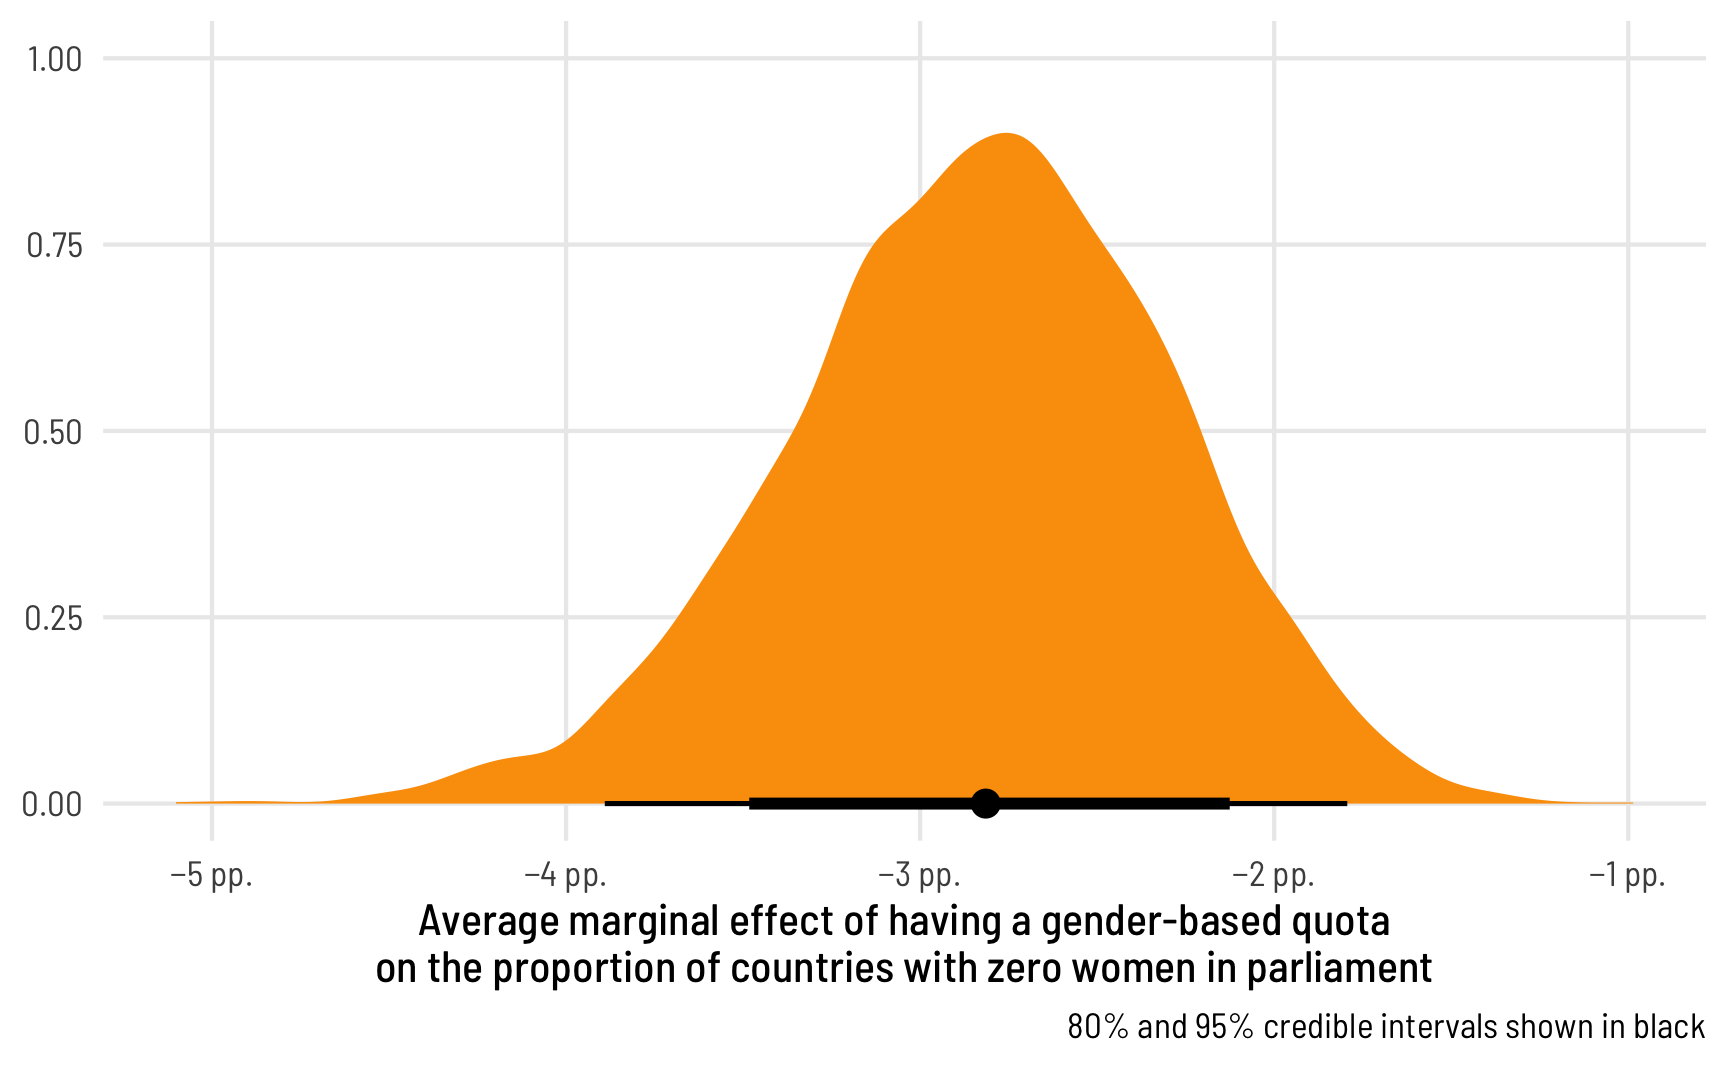 1.00
0.75
0.50
0.25
0.00
−5 pp.
−4 pp.
−3 pp.
−2 pp.
−1 pp.
Average marginal effect of having a gender-based quota
on the proportion of countries with zero women in parliament
80% and 95% credible intervals shown in black